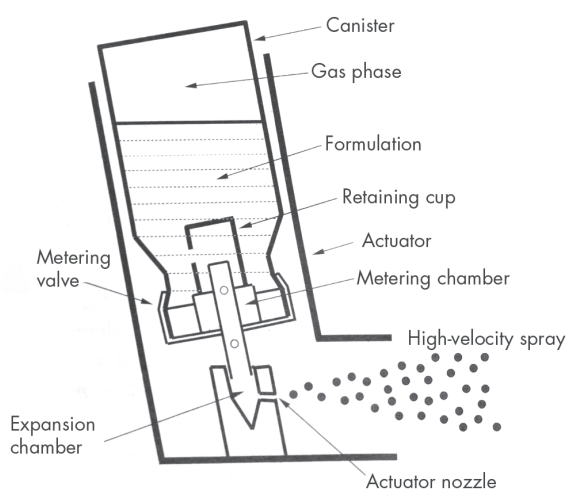 Canister
Gas phase
Formulation
Retaining cup
Actuator
Metering
valve
Metering chamber
High-velocity spray
Expansion
chamber
Actuator nozzle